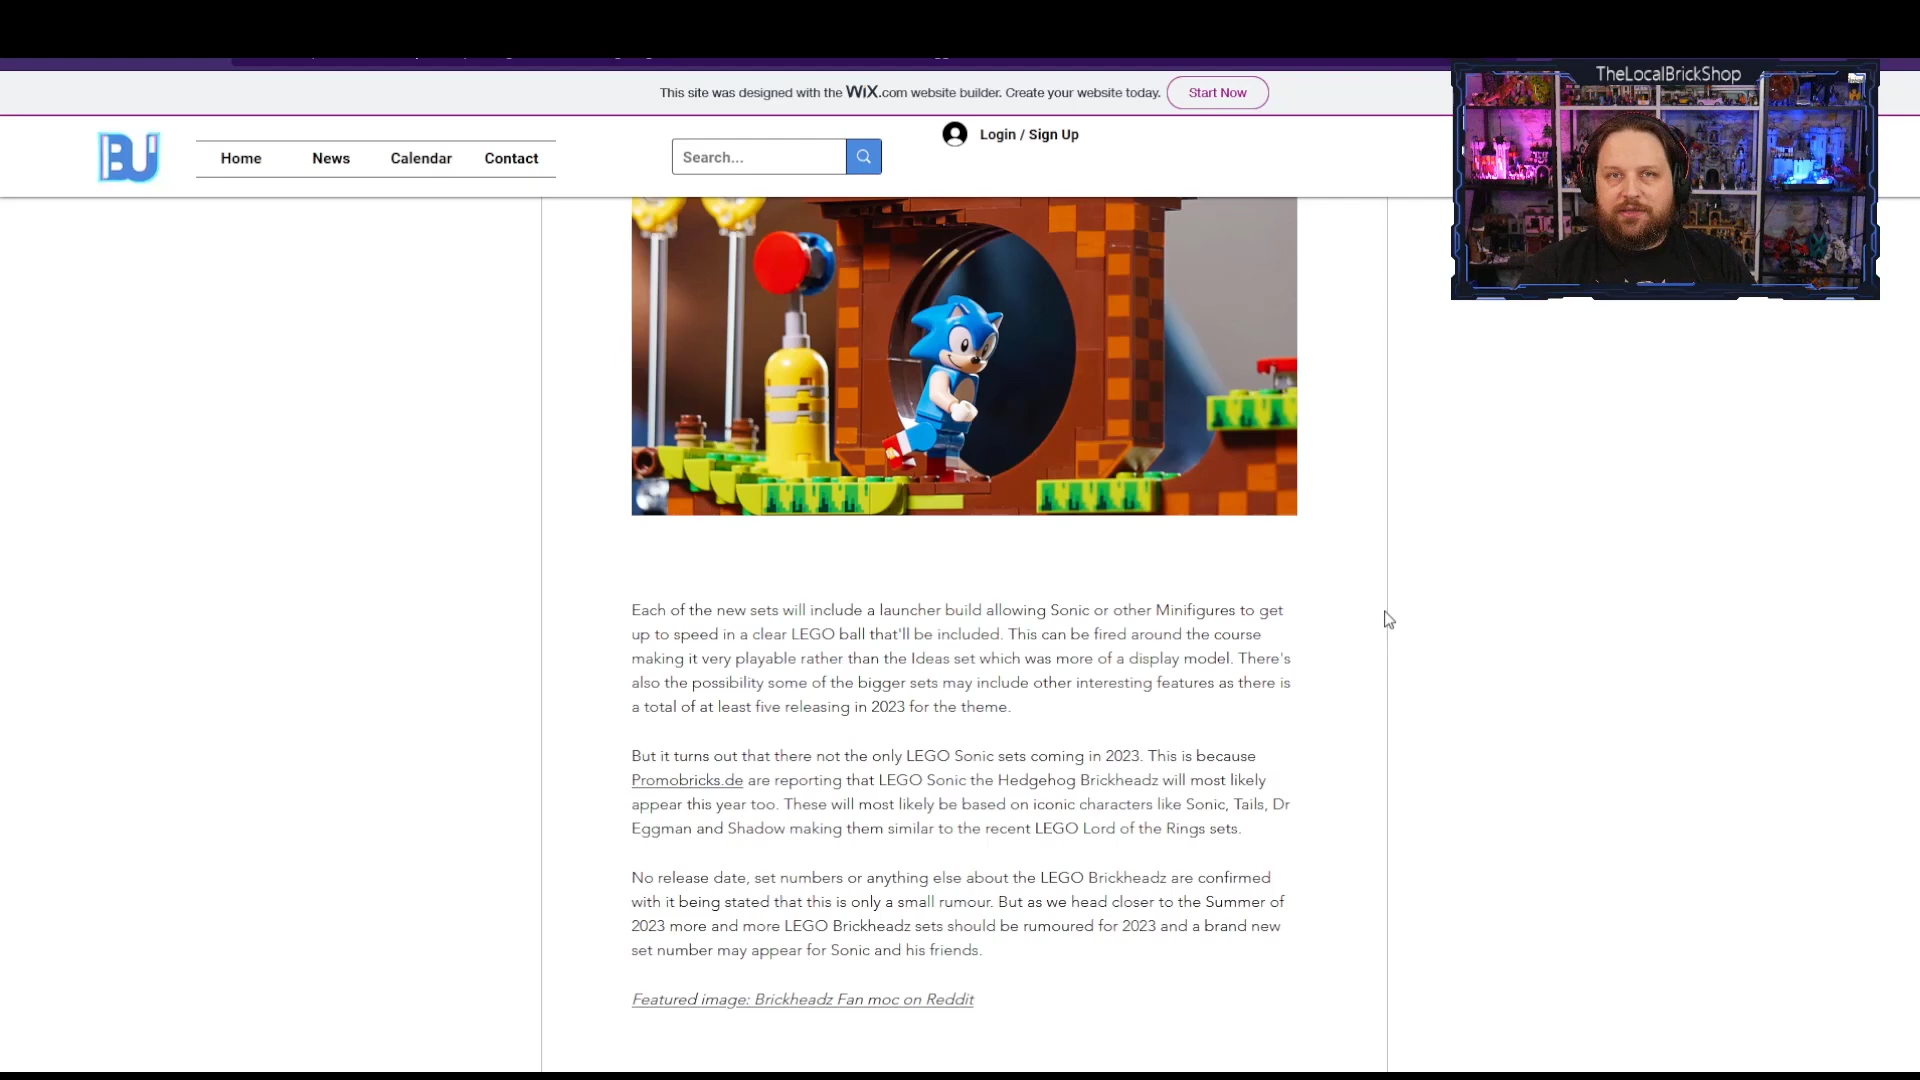 This site was designed with the WiX.com website builder. Create your website today. Start Now
TheLocalBrickShop
BU
Home News Calendar Contact
Search...
Login / Sign Up
Each of the new sets will include a launcher build allowing Sonic or other Minifigures to get
up to speed in a clear LEGO ball that'll be included. This can be fired around the course
making it very playable rather than the Ideas set which was more of a display model. There's
also the possibility some of the bigger sets may include other interesting features as there is
a total of at least five releasing in 2023 for the theme.
But it turns out that there not the only LEGO Sonic sets coming in 2023. This is because
Promobricks.de are reporting that LEGO Sonic the Hedgehog Brickheadz will most likely
appear this year too. These will most likely be based on iconic characters like Sonic, Tails, Dr
Eggman and Shadow making them similar to the recent LEGO Lord of the Rings sets.
No release date, set numbers or anything else about the LEGO Brickheadz are confirmed
with it being stated that this is only a small rumour. But as we head closer to the Summer of
2023 more and more LEGO Brickheadz sets should be rumoured for 2023 and a brand new
set number may appear for Sonic and his friends.
Featured image: Brickheadz Fan moc on Reddit